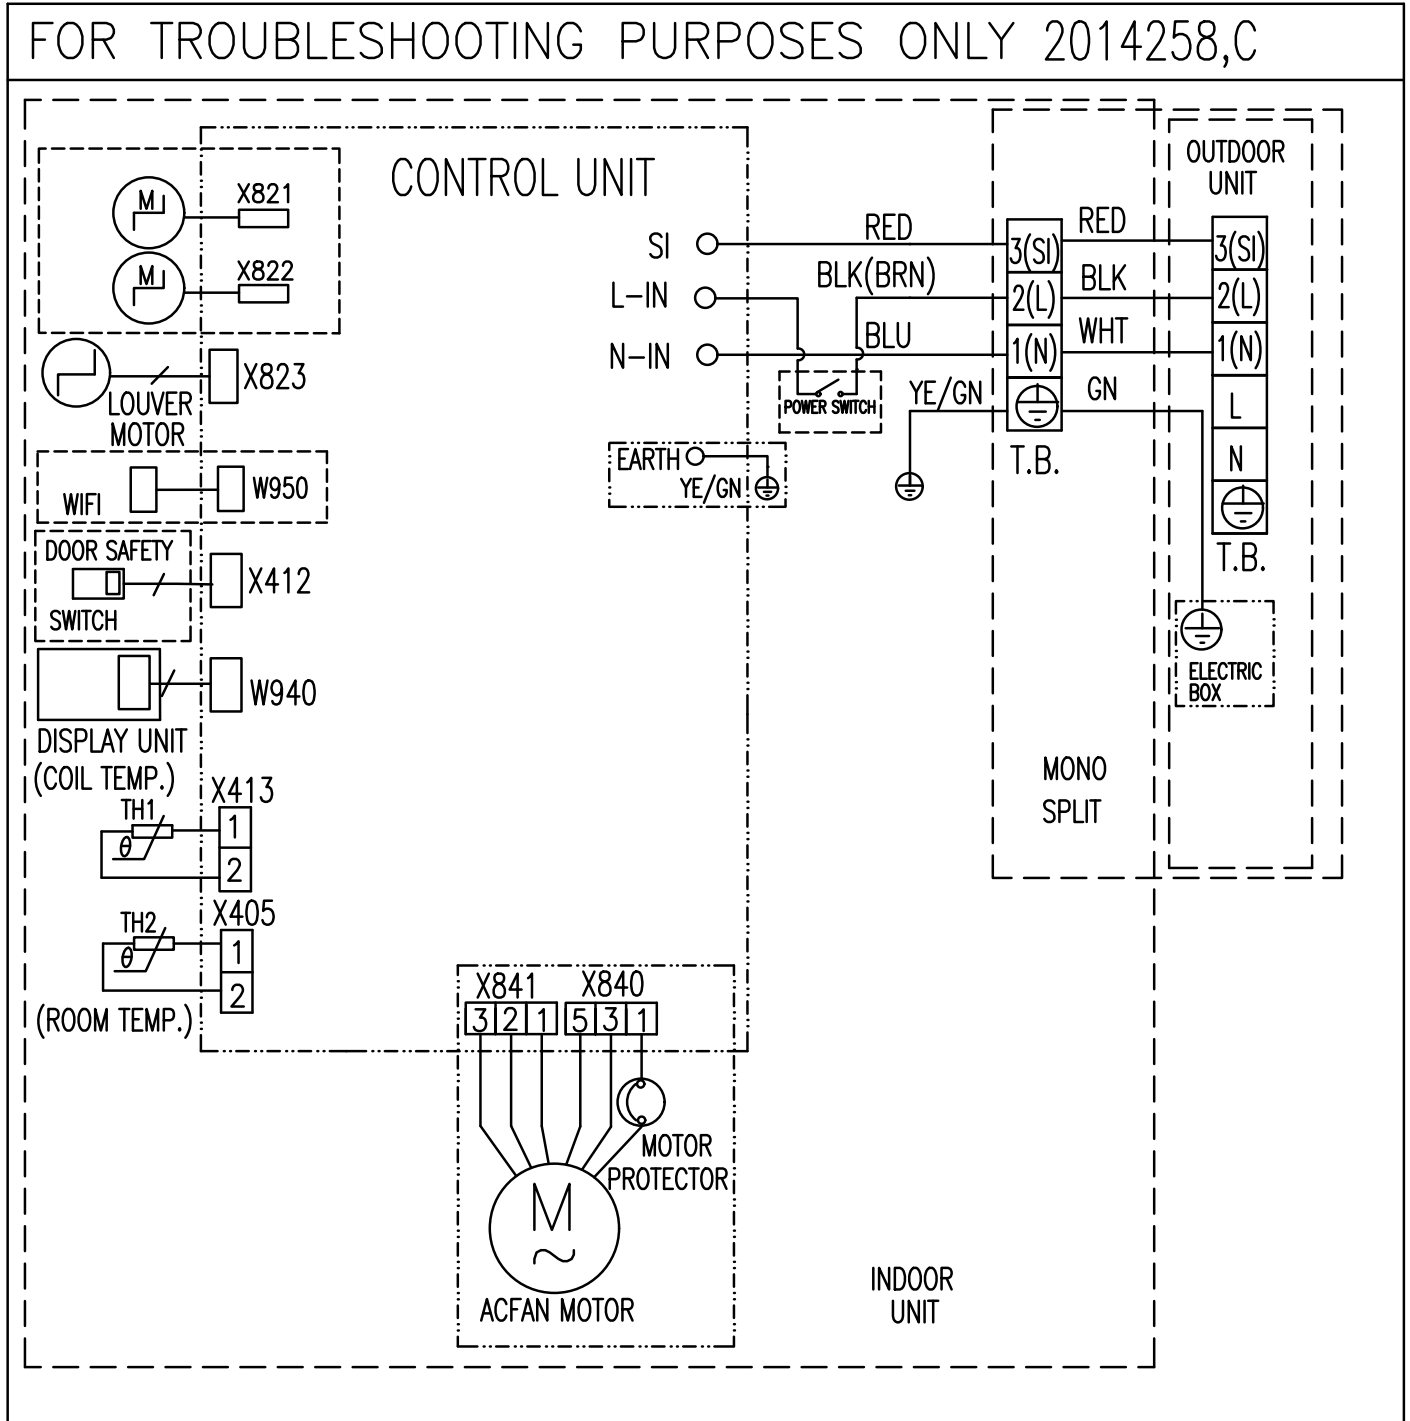 FOR TROUBLESHOOTING PURPOSES ONLY 2014258,C
CONTROL UNIT
M
X821
M
X822
X823
LOUVER
MOTOR
WIFI
W950
DOOR SAFETY
SWITCH
X412
W940
DISPLAY UNIT
(COIL TEMP.)
X413
TH1
θ
1
2
X405
TH2
θ
1
2
(ROOM TEMP.)
SI
L-IN
N-IN
RED
BLK(BRN)
BLU
POWER SWITCH
EARTH
YE/GN
YE/GN
3(SI)
2(L)
1(N)
T.B.
RED
BLK
WHT
GN
OUTDOOR
UNIT
3(SI)
2(L)
1(N)
L
N
T.B.
ELECTRIC
BOX
MONO
SPLIT
X841 X840
3 2 1 5 3 1
MOTOR
PROTECTOR
M
~
ACFAN MOTOR
INDOOR
UNIT